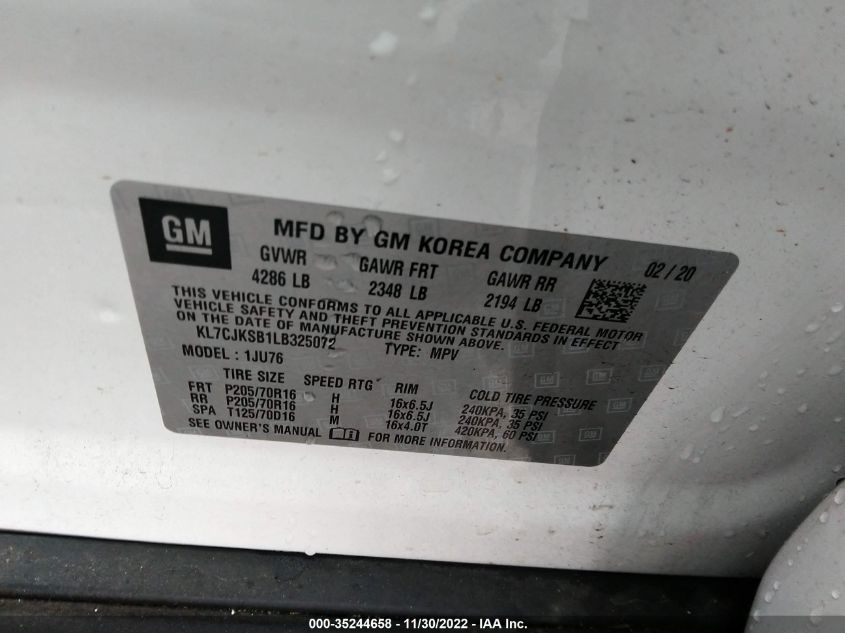 GM
MFD BY GM KOREA COMPANY 02 / 20
GVWR GAWR FRT GAWR RR
4286 LB 2348 LB 2194 LB
THIS VEHICLE CONFORMS TO ALL APPLICABLE U.S. FEDERAL MOTOR
VEHICLE SAFETY AND THEFT PREVENTION STANDARDS IN EFFECT
ON THE DATE OF MANUFACTURE SHOWN ABOVE.
KL7CJKSB1LB325072 TYPE: MPV
MODEL : 1JU76
TIRE SIZE SPEED RTG RIM COLD TIRE PRESSURE
FRT P205/70R16 H 16x6.5J 240KPA, 35 PSI
RR P205/70R16 H 16x6.5J 240KPA, 35 PSI
SPA T125/70D16 M 16x4.0T 420KPA, 60 PSI
SEE OWNER'S MANUAL FOR MORE INFORMATION.
000-35244658 - 11/30/2022 - IAA Inc.